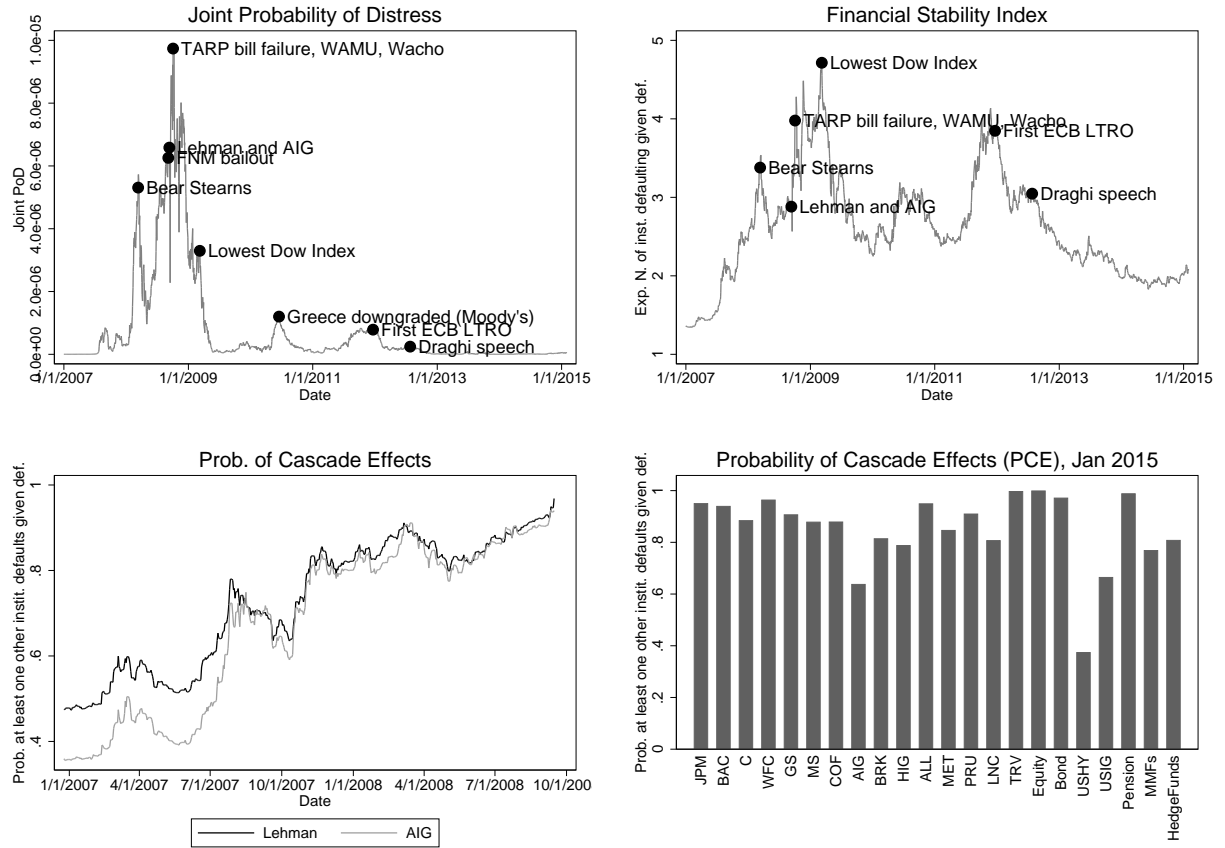 Joint Probability of Distress
Joint PoD
.0e+00
2.0e-06
4.0e-06
6.0e-06
8.0e-06
1.0e-05
TARP bill failure, WAMU, Wacho
Lehman and AIG
FNM bailout
Bear Stearns
Lowest Dow Index
Greece downgraded (Moody's)
First ECB LTRO
Draghi speech
1/1/2007 1/1/2009 1/1/2011 1/1/2013 1/1/2015
Date
Financial Stability Index
Exp. N. of inst. defaulting given def.
5
4
3
2
1
Lowest Dow Index
TARP bill failure, WAMU, Wacho
First ECB LTRO
Bear Stearns
Draghi speech
Lehman and AIG
1/1/2007 1/1/2009 1/1/2011 1/1/2013 1/1/2015
Date
Prob. of Cascade Effects
Prob. at least one other instit. defaults given def.
1
.8
.6
.4
1/1/2007 4/1/2007 7/1/2007 10/1/2007 1/1/2008 4/1/2008 7/1/2008 10/1/200
Date
Lehman AIG
Probability of Cascade Effects (PCE), Jan 2015
Prob. at least one other instit. defaults given def.
1
.8
.6
.4
.2
0
JPM BAC C WFC GS MS COF AIG BRK HIG ALL MET PRU LNC TRV Equity Bond USHY USIG Pension MMFs HedgeFunds